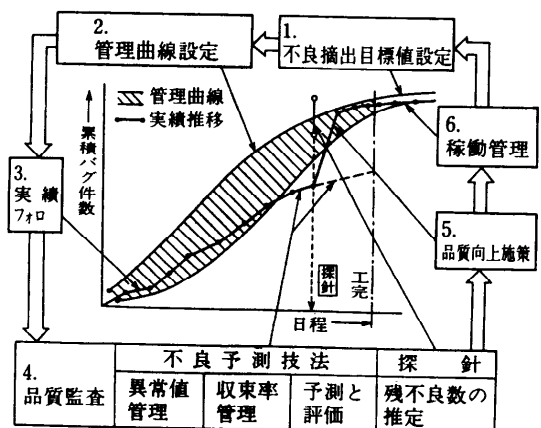 2.
管理曲線設定
1.
不良摘出目標値設定
管理曲線
実績推移
累積バグ件数
3.
実績
フォロ
6.
稼働管理
5.
品質向上施策
探針
工完
日程
4.
品質監査
不良予測技法
探針
異常値
管理
収束率
管理
予測と
評価
残不良数の
推定